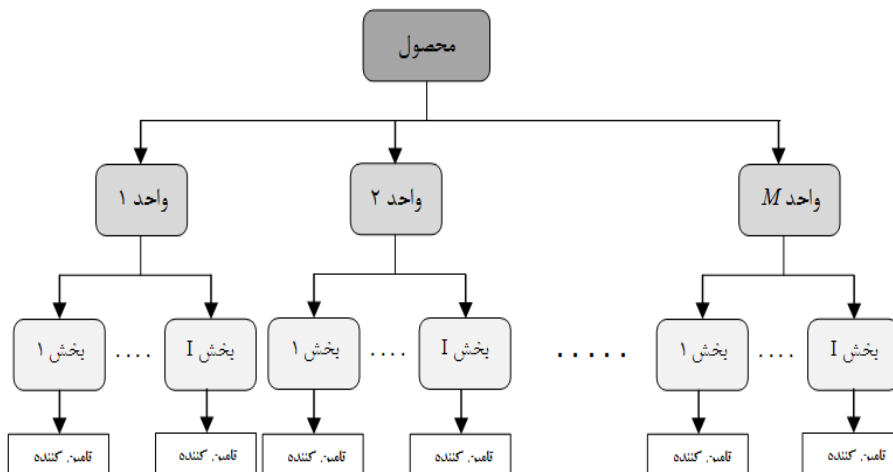 محصول
واحد ۱
واحد ۲
واحد M
بخش ۱
....
بخش I
بخش ۱
....
بخش I
.....
بخش ۱
....
بخش I
تامین کننده
تامین کننده
تامین کننده
تامین کننده
تامین کننده
تامین کننده